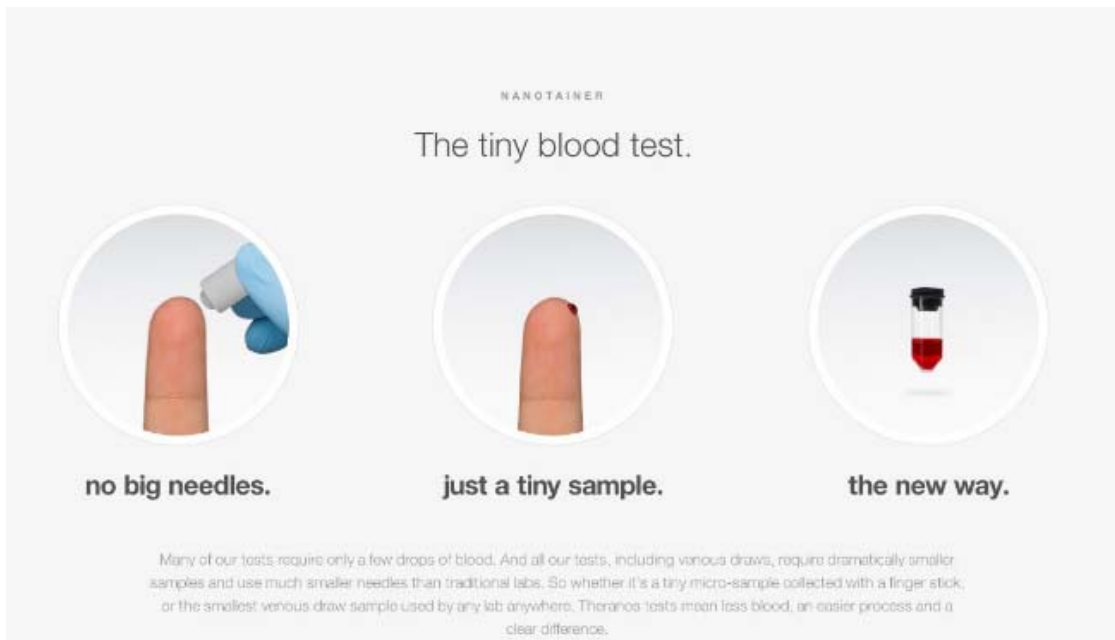 NANOTAINER
The tiny blood test.
no big needles.
just a tiny sample.
the new way.
Many of our tests require only a few drops of blood. And all our tests, including venous draws, require dramatically smaller
samples and use much smaller needles than traditional labs. So whether it's a tiny micro-sample collected with a finger stick,
or the smallest venous draw sample used by any lab anywhere, Theranos tests mean less blood, an easier process and a
clear difference.